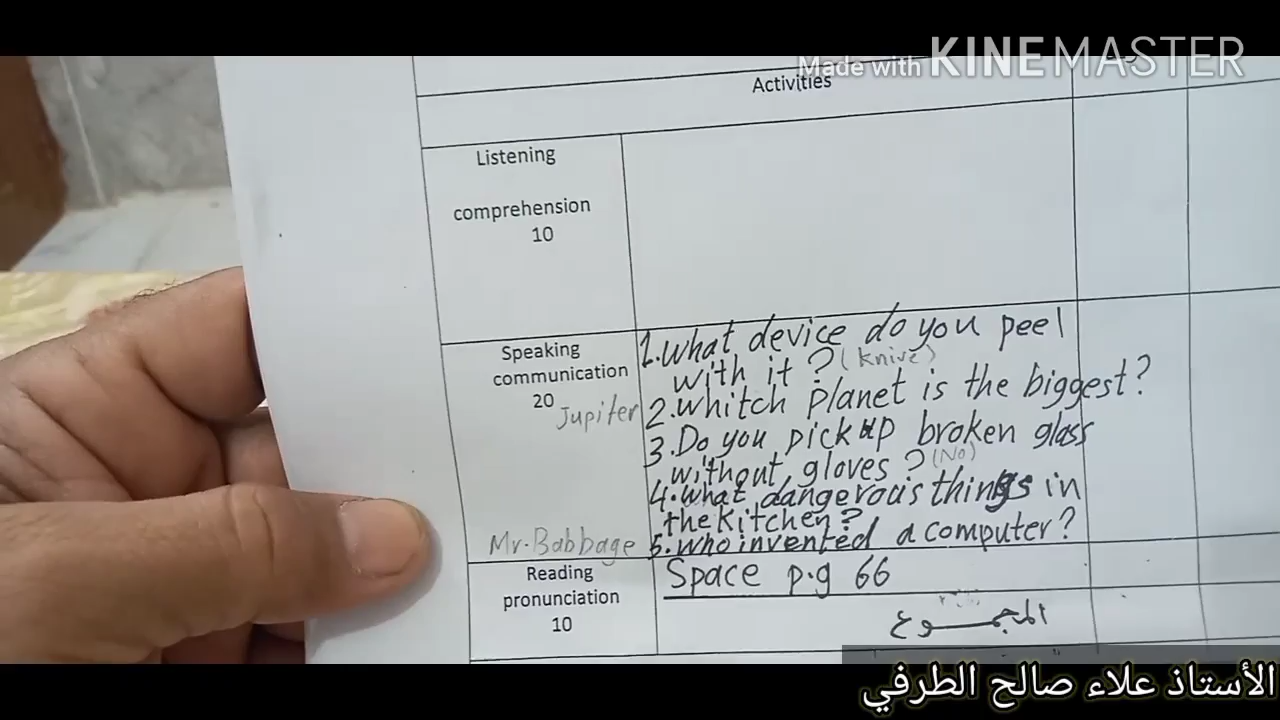 Made with KINEMASTER
Activities
Listening
comprehension
10
Speaking
communication
20
Jupiter
Mr. Babbage
1. What device do you peel
with it? (Knive)
2. Whitch planet is the biggest?
3. Do you pick up broken glass
without gloves? (No)
4. What dangerous things in
the kitchen?
5. who invented a computer?
Reading
pronunciation
10
Space p.g 66
المجمـــوع
الأستاذ علاء صالح الطرفي